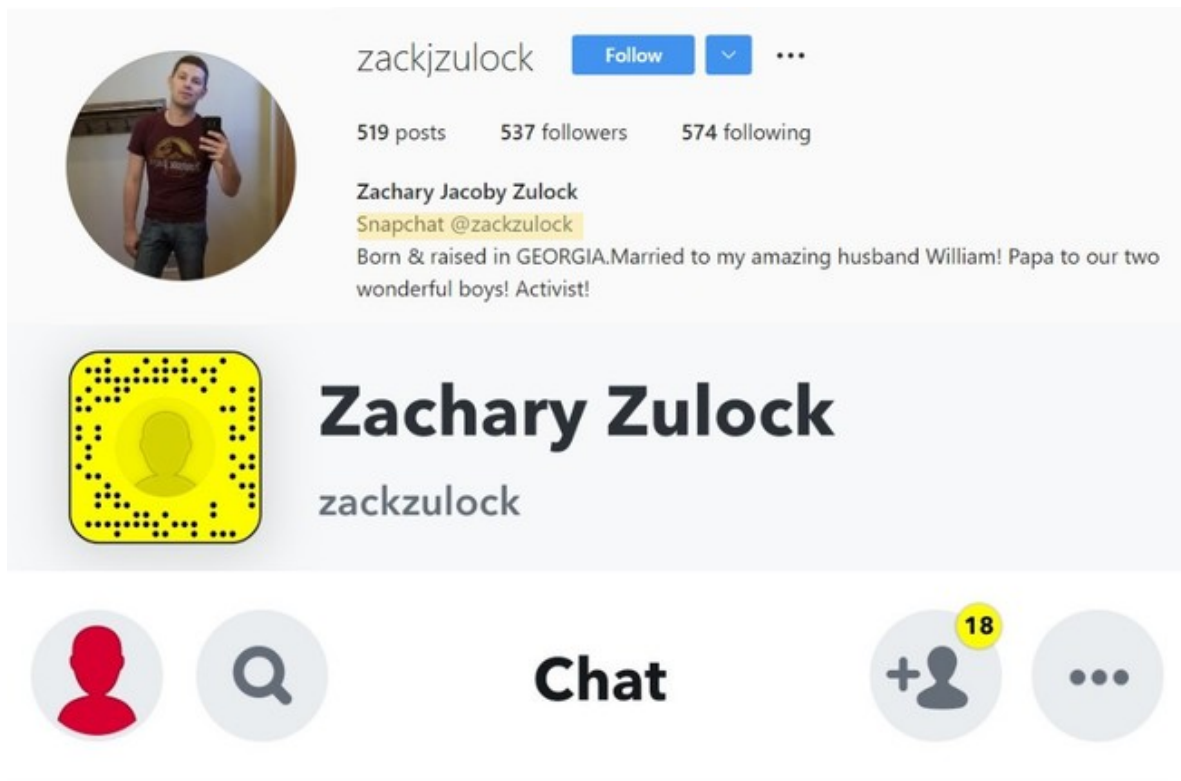 zackjzulock Follow
519 posts 537 followers 574 following
Zachary Jacoby Zulock
Snapchat @zackzulock
Born & raised in GEORGIA.Married to my amazing husband William! Papa to our two
wonderful boys! Activist!
Zachary Zulock
zackzulock
18
Chat